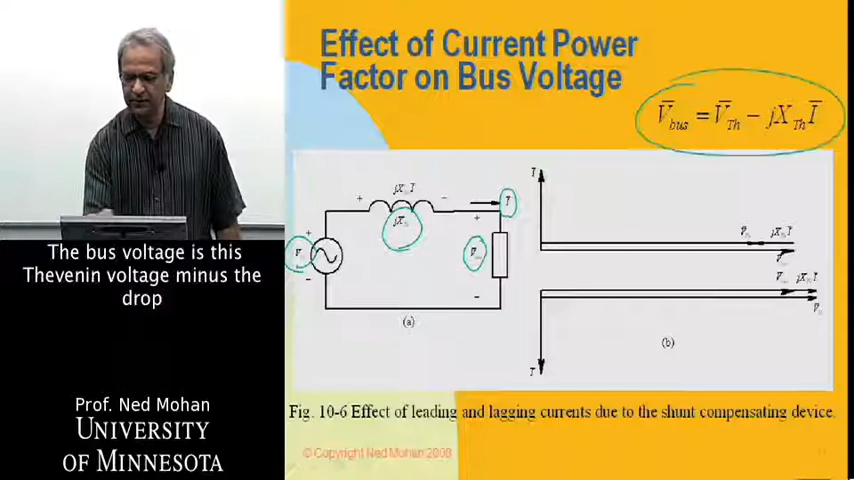 Effect of Current Power
Factor on Bus Voltage
V̄bus = V̄Th − jXTh Ī
jX I
+ −
jX
+
−
+
−
(a)
(b)
Fig. 10-6 Effect of leading and lagging currents due to the shunt compensating device.
© Copyright Ned Mohan 2008
The bus voltage is this
Thevenin voltage minus the
drop
Prof. Ned Mohan
UNIVERSITY
OF MINNESOTA